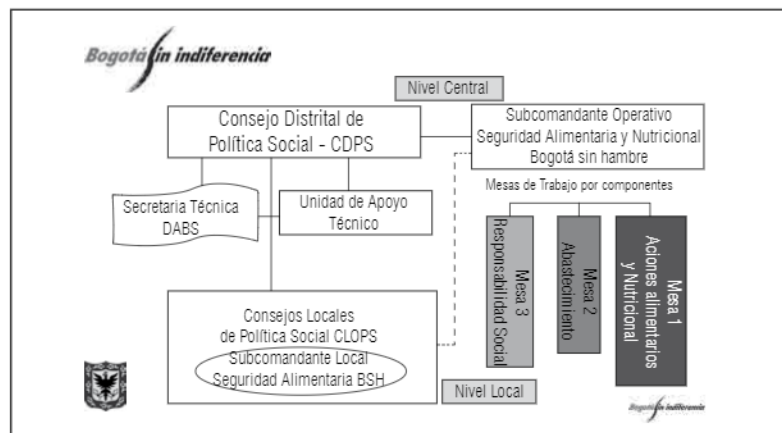 Bogotá sin indiferencia
Nivel Central
Consejo Distrital de
Política Social - CDPS
Subcomandante Operativo
Seguridad Alimentaria y Nutricional
Bogotá sin hambre
Secretaria Técnica
DABS
Unidad de Apoyo
Técnico
Mesas de Trabajo por componentes
Mesa 3
Responsabilidad Social
Mesa 2
Abastecimiento
Mesa 1
Aciones alimentarios
y Nutricional
Consejos Locales
de Política Social CLOPS
Subcomandante Local
Seguridad Alimentaria BSH
Nivel Local
Bogotá sin indiferencia